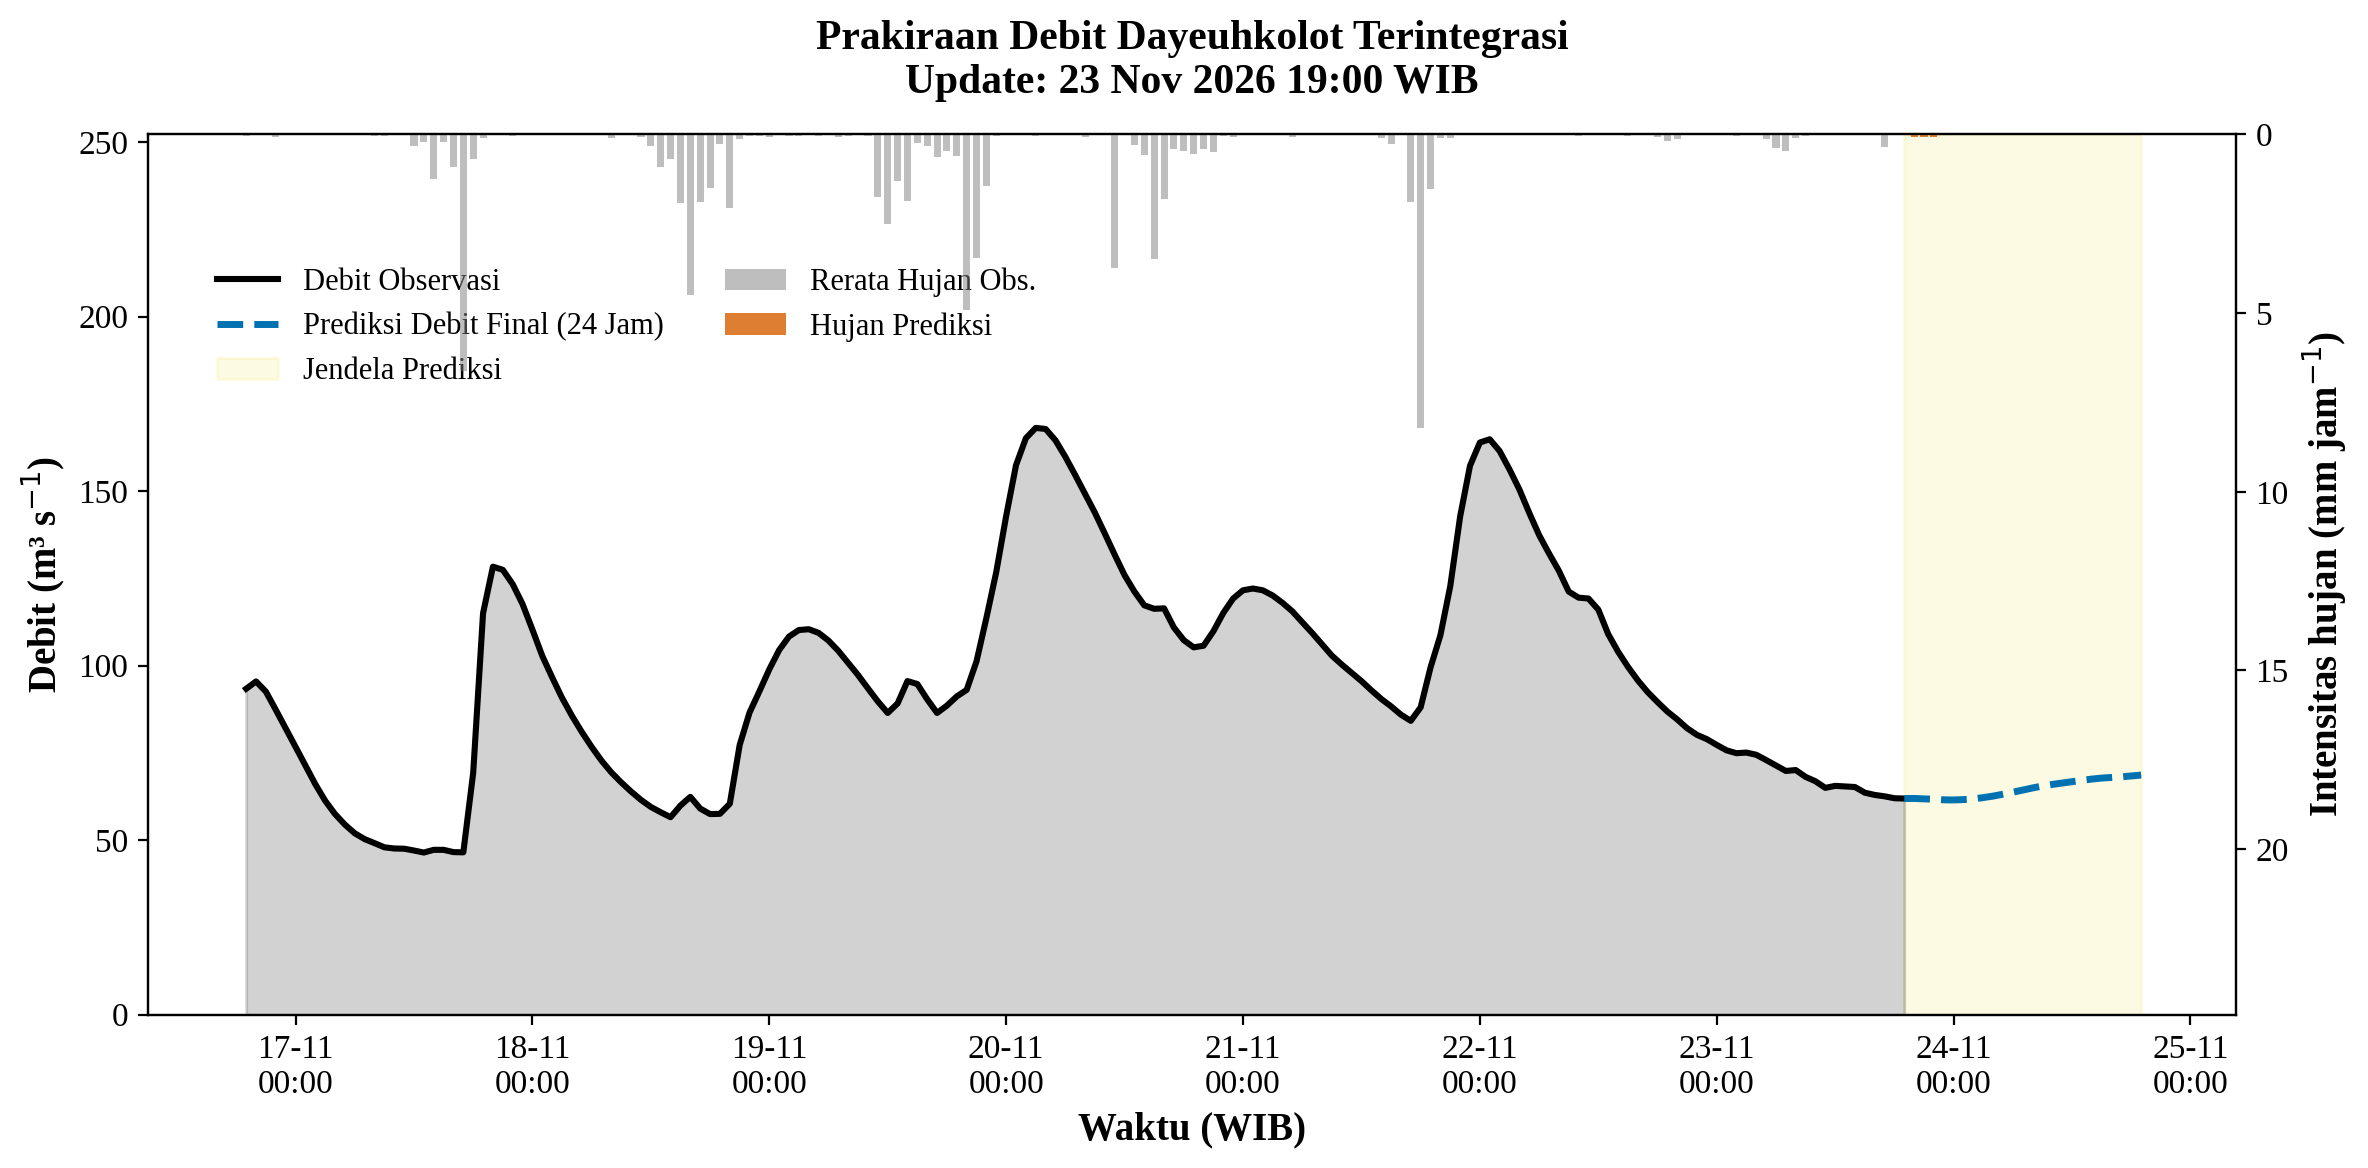 Prakiraan Debit Dayeuhkolot Terintegrasi
Update: 23 Nov 2026 19:00 WIB
Debit (m³ s⁻¹)
250
200
150
100
50
0
Debit Observasi
Prediksi Debit Final (24 Jam)
Jendela Prediksi
Rerata Hujan Obs.
Hujan Prediksi
0
5
10
15
20
Intensitas hujan (mm jam⁻¹)
17-11
00:00
18-11
00:00
19-11
00:00
20-11
00:00
21-11
00:00
22-11
00:00
23-11
00:00
24-11
00:00
25-11
00:00
Waktu (WIB)